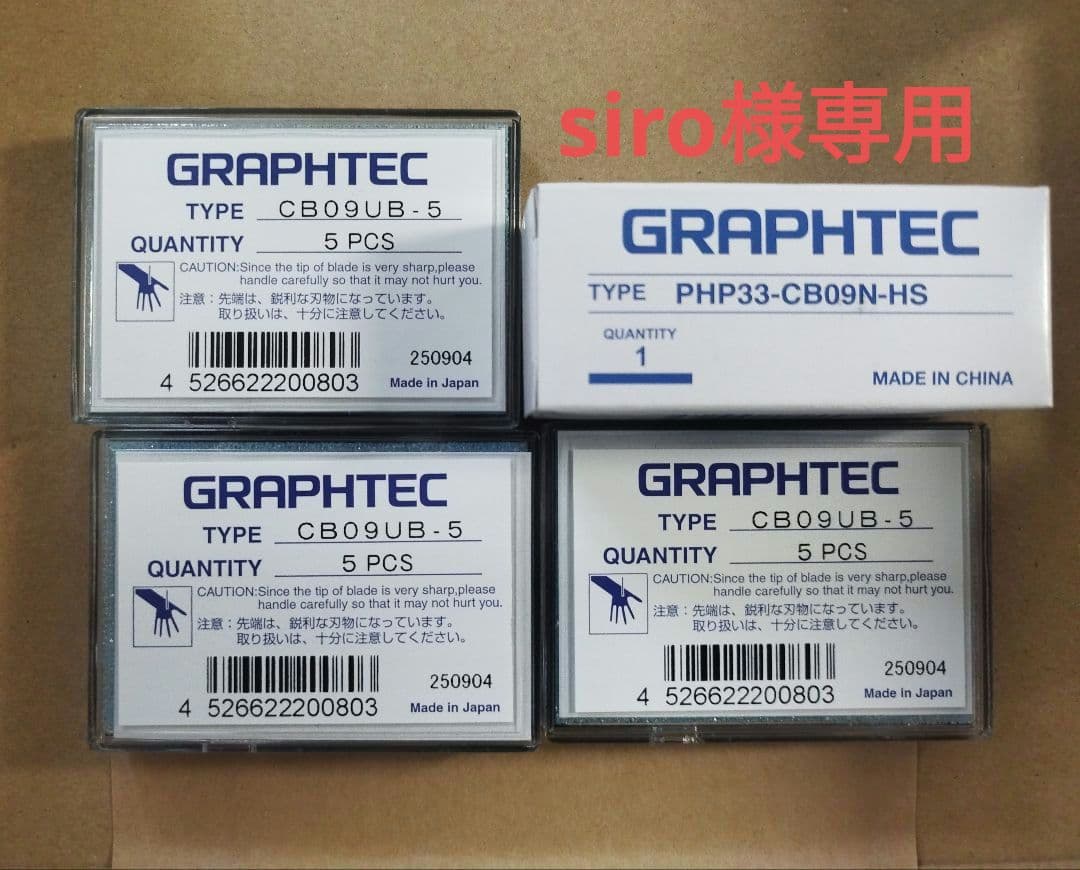 siro様専用
GRAPHTEC
TYPE CB09UB-5
QUANTITY 5 PCS
CAUTION:Since the tip of blade is very sharp,please
handle carefully so that it may not hurt you.
注意：先端は、鋭利な刃物になっています。
取り扱いは、十分に注意してください。
250904
4 526622200803 Made in Japan
GRAPHTEC
TYPE PHP33-CB09N-HS
QUANTITY
1
MADE IN CHINA
GRAPHTEC
TYPE CB09UB-5
QUANTITY 5 PCS
CAUTION:Since the tip of blade is very sharp,please
handle carefully so that it may not hurt you.
注意：先端は、鋭利な刃物になっています。
取り扱いは、十分に注意してください。
250904
4 526622200803 Made in Japan
GRAPHTEC
TYPE CB09UB-5
QUANTITY 5 PCS
CAUTION:Since the tip of blade is very sharp,please
handle carefully so that it may not hurt you.
注意：先端は、鋭利な刃物になっています。
取り扱いは、十分に注意してください。
250904
4 526622200803 Made in Japan